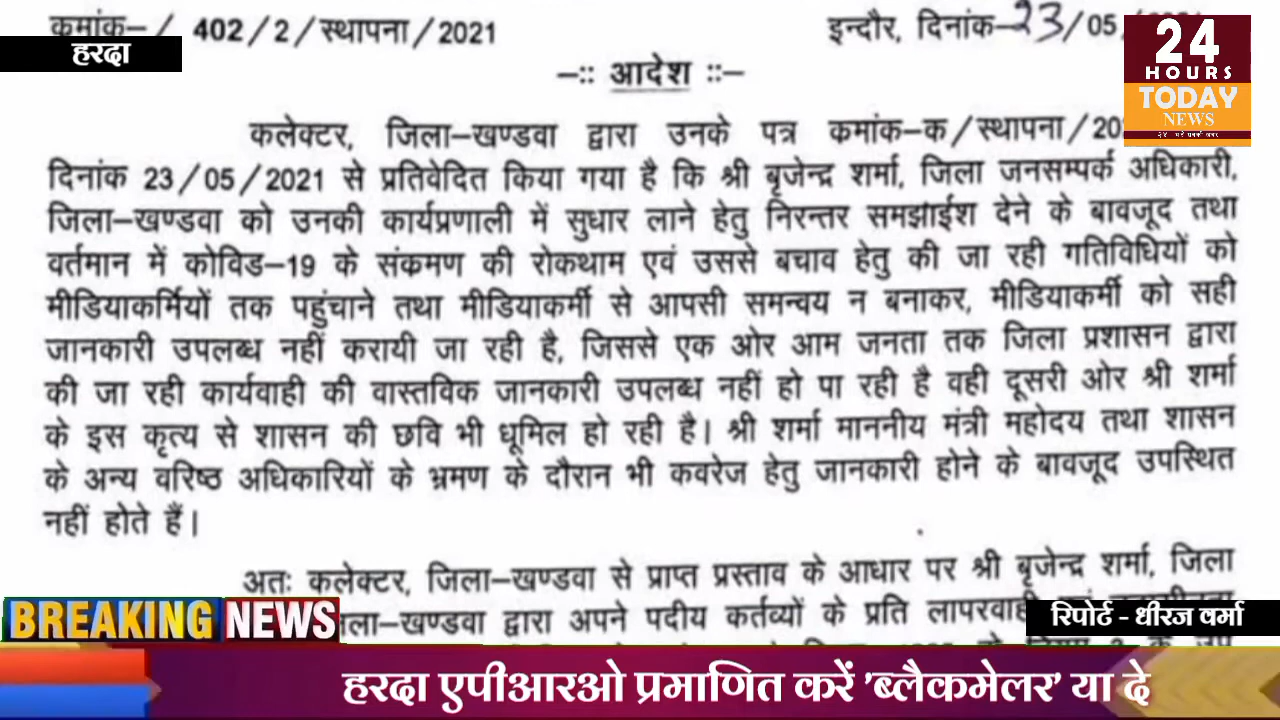 क्रमांक-/ 402/2/स्थापना/2021
इन्दौर, दिनांक-23/05/
हरदा
24
HOURS
TODAY
NEWS
-:: आदेश ::-
कलेक्टर, जिला-खण्डवा द्वारा उनके पत्र क्रमांक-क/स्थापना/20
दिनांक 23/05/2021 से प्रतिवेदित किया गया है कि श्री बृजेन्द्र शर्मा, जिला जनसम्पर्क अधिकारी,
जिला-खण्डवा को उनकी कार्यप्रणाली में सुधार लाने हेतु निरन्तर समझाईश देने के बावजूद तथा
वर्तमान में कोविड-19 के संक्रमण की रोकथाम एवं उससे बचाव हेतु की जा रही गतिविधियों को
मीडियाकर्मियों तक पहुंचाने तथा मीडियाकर्मी से आपसी समन्वय न बनाकर, मीडियाकर्मी को सही
जानकारी उपलब्ध नहीं करायी जा रही है, जिससे एक ओर आम जनता तक जिला प्रशासन द्वारा
की जा रही कार्यवाही की वास्तविक जानकारी उपलब्ध नहीं हो पा रही है वही दूसरी ओर श्री शर्मा
के इस कृत्य से शासन की छवि भी धूमिल हो रही है। श्री शर्मा माननीय मंत्री महोदय तथा शासन
के अन्य वरिष्ठ अधिकारियों के भ्रमण के दौरान भी कवरेज हेतु जानकारी होने के बावजूद उपस्थित
नहीं होते हैं।
अतः कलेक्टर, जिला-खण्डवा से प्राप्त प्रस्ताव के आधार पर श्री बृजेन्द्र शर्मा, जिला
ला-खण्डवा द्वारा अपने पदीय कर्तव्यों के प्रति लापरवाही
BREAKING NEWS
रिपोर्ट - धीरज वर्मा
हरदा एपीआरओ प्रमाणित करें 'ब्लैकमेलर' या दे